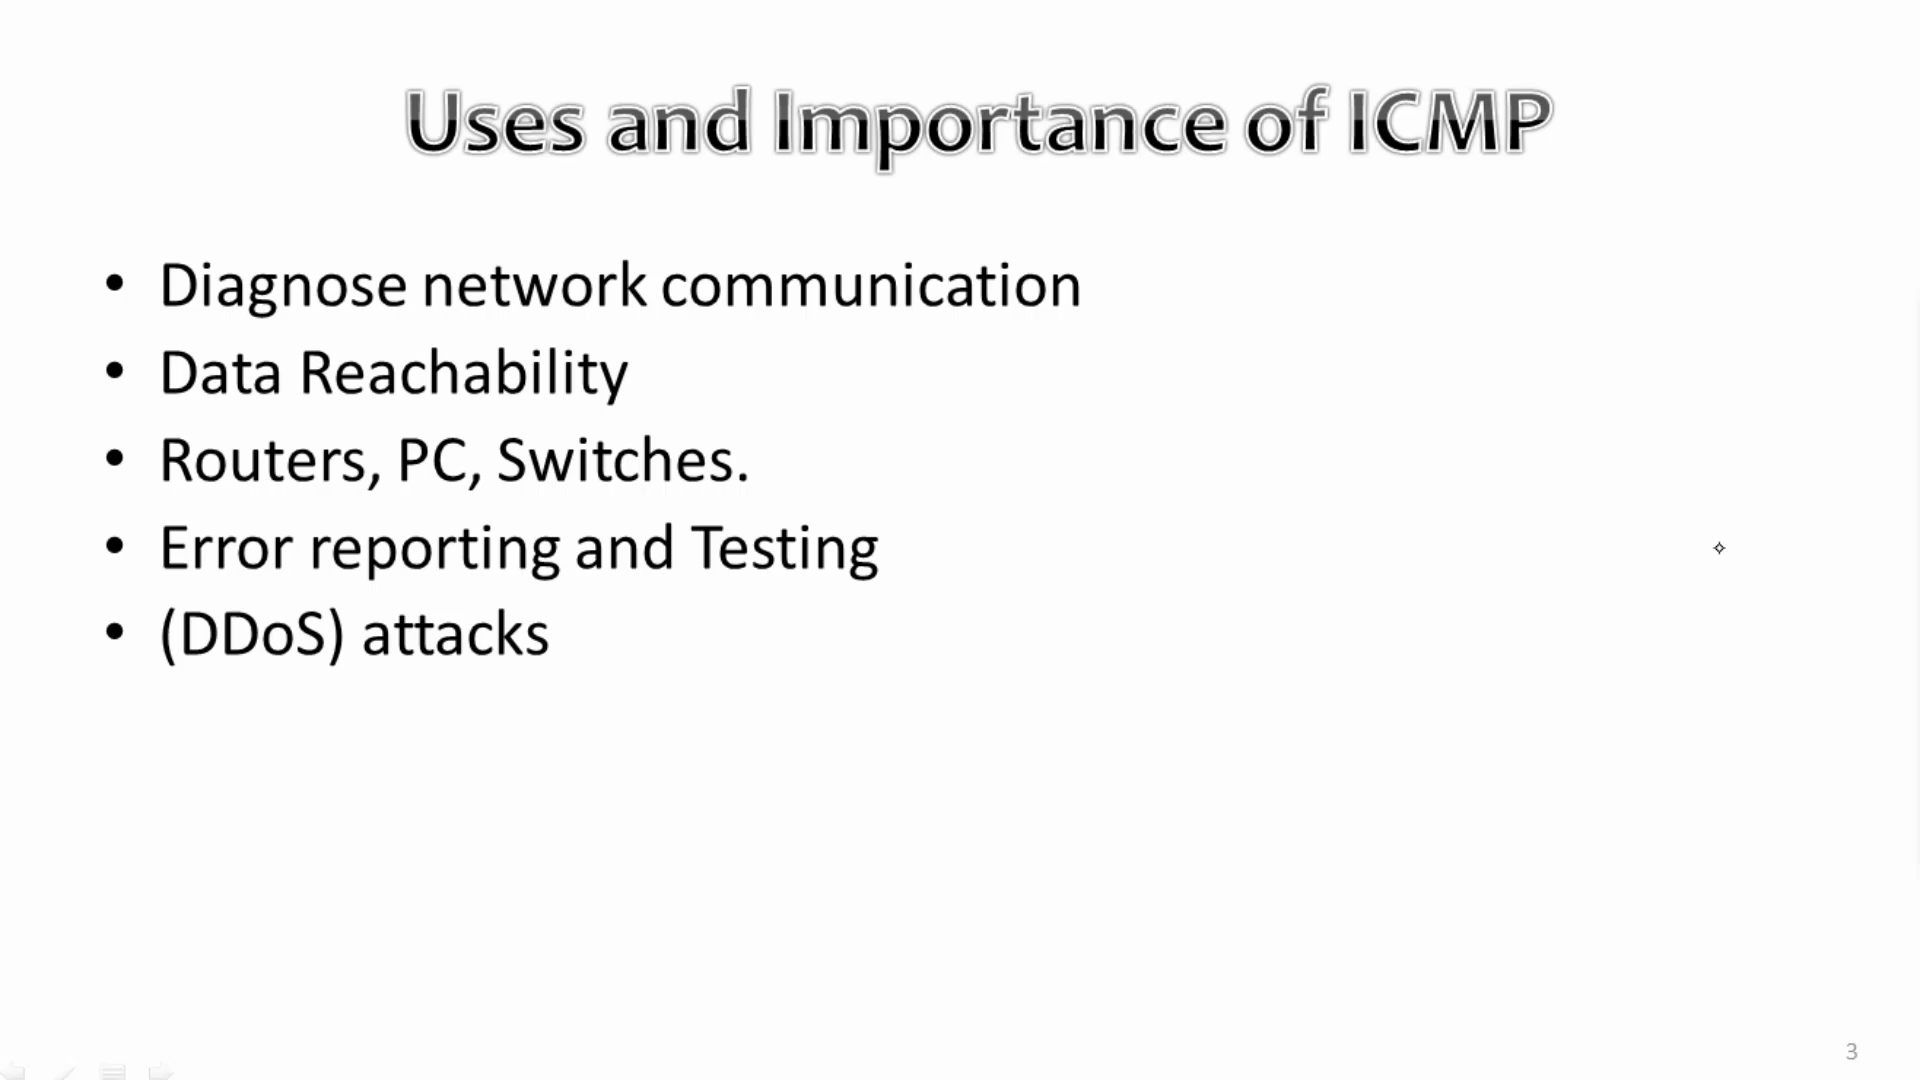 Uses and Importance of ICMP
• Diagnose network communication
• Data Reachability
• Routers, PC, Switches.
• Error reporting and Testing
• (DDoS) attacks
3